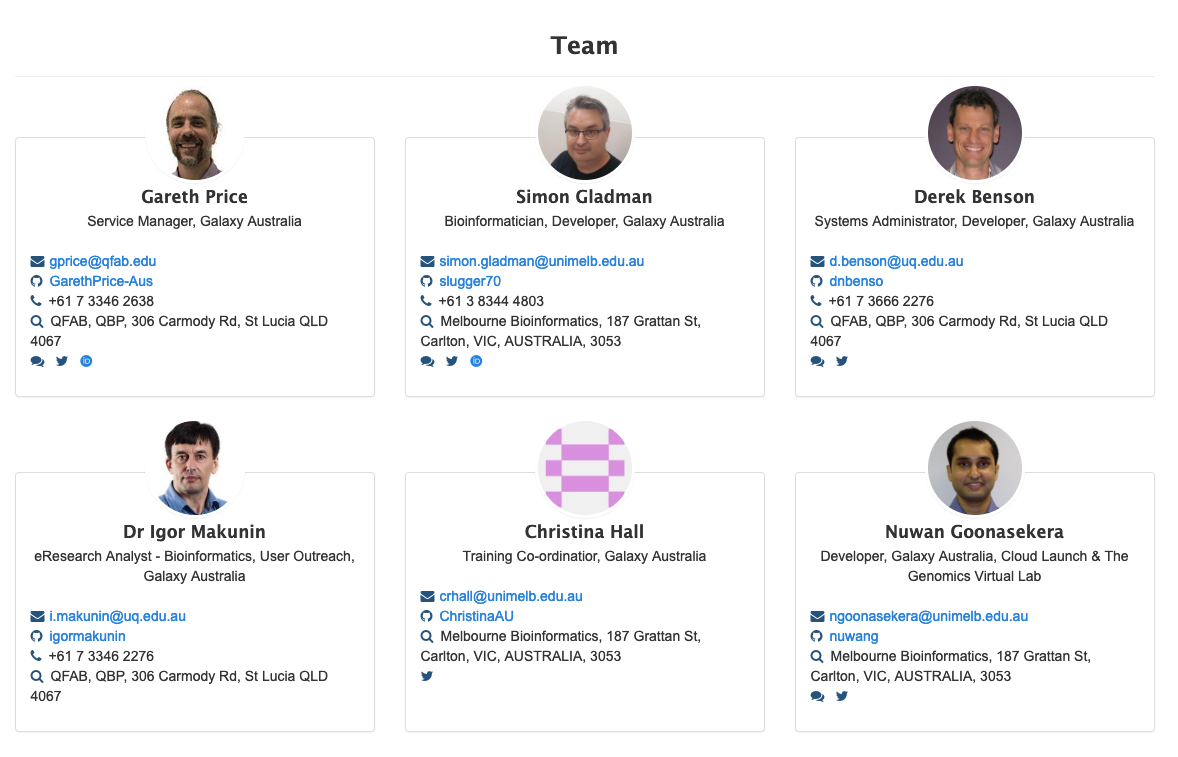 Team
Gareth Price
Service Manager, Galaxy Australia
gprice@qfab.edu
GarethPrice-Aus
+61 7 3346 2638
QFAB, QBP, 306 Carmody Rd, St Lucia QLD
4067
Simon Gladman
Bioinformatician, Developer, Galaxy Australia
simon.gladman@unimelb.edu.au
slugger70
+61 3 8344 4803
Melbourne Bioinformatics, 187 Grattan St,
Carlton, VIC, AUSTRALIA, 3053
Derek Benson
Systems Administrator, Developer, Galaxy Australia
d.benson@uq.edu.au
dnbenso
+61 7 3666 2276
QFAB, QBP, 306 Carmody Rd, St Lucia QLD
4067
Dr Igor Makunin
eResearch Analyst - Bioinformatics, User Outreach,
Galaxy Australia
i.makunin@uq.edu.au
igormakunin
+61 7 3346 2276
QFAB, QBP, 306 Carmody Rd, St Lucia QLD
4067
Christina Hall
Training Co-ordinatior, Galaxy Australia
crhall@unimelb.edu.au
ChristinaAU
Melbourne Bioinformatics, 187 Grattan St,
Carlton, VIC, AUSTRALIA, 3053
Nuwan Goonasekera
Developer, Galaxy Australia, Cloud Launch & The
Genomics Virtual Lab
ngoonasekera@unimelb.edu.au
nuwang
Melbourne Bioinformatics, 187 Grattan St,
Carlton, VIC, AUSTRALIA, 3053